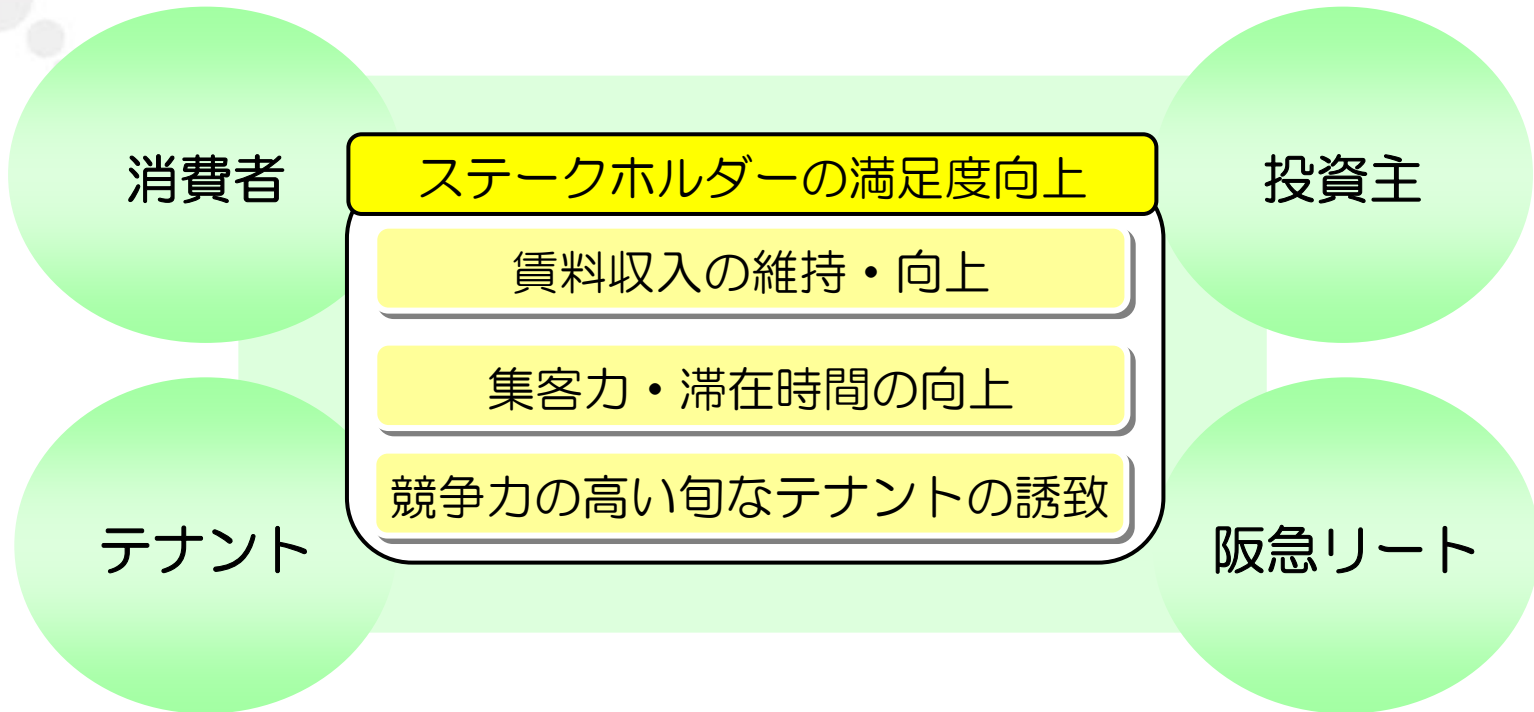 消費者
ステークホルダーの満足度向上
投資主
賃料収入の維持・向上
集客力・滞在時間の向上
競争力の高い旬なテナントの誘致
テナント
阪急リート